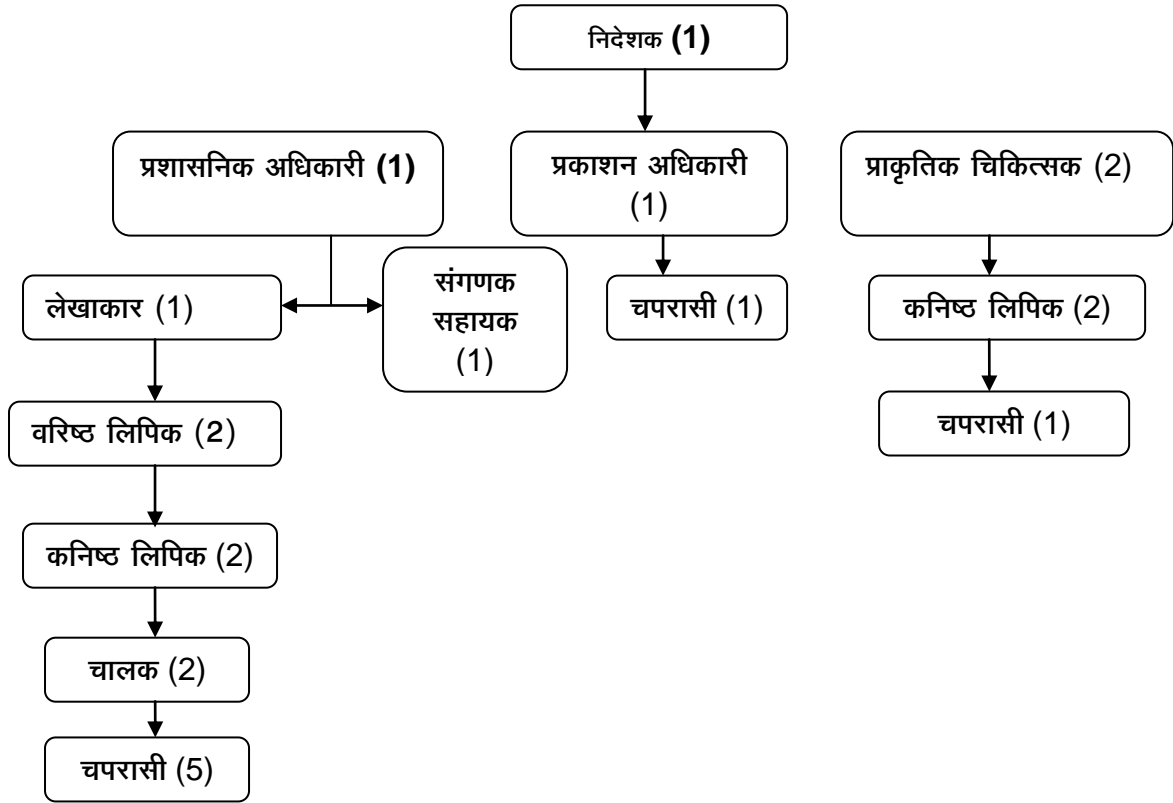 निदेशक (1)
प्रशासनिक अधिकारी (1)
प्रकाशन अधिकारी
(1)
प्राकृतिक चिकित्सक (2)
लेखाकार (1)
संगणक
सहायक
(1)
चपरासी (1)
कनिष्ठ लिपिक (2)
वरिष्ठ लिपिक (2)
चपरासी (1)
कनिष्ठ लिपिक (2)
चालक (2)
चपरासी (5)